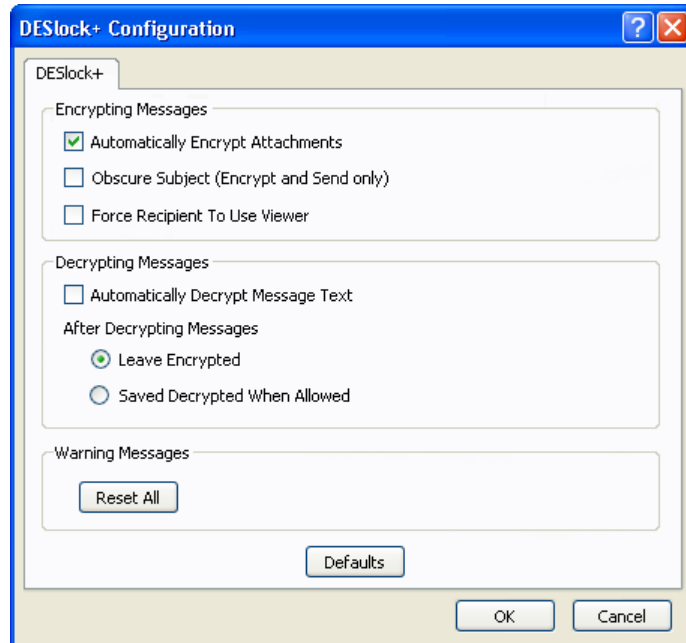 DESlock+ Configuration
DESlock+
Encrypting Messages
Automatically Encrypt Attachments
Obscure Subject (Encrypt and Send only)
Force Recipient To Use Viewer
Decrypting Messages
Automatically Decrypt Message Text
After Decrypting Messages
Leave Encrypted
Saved Decrypted When Allowed
Warning Messages
Reset All
Defaults
OK Cancel